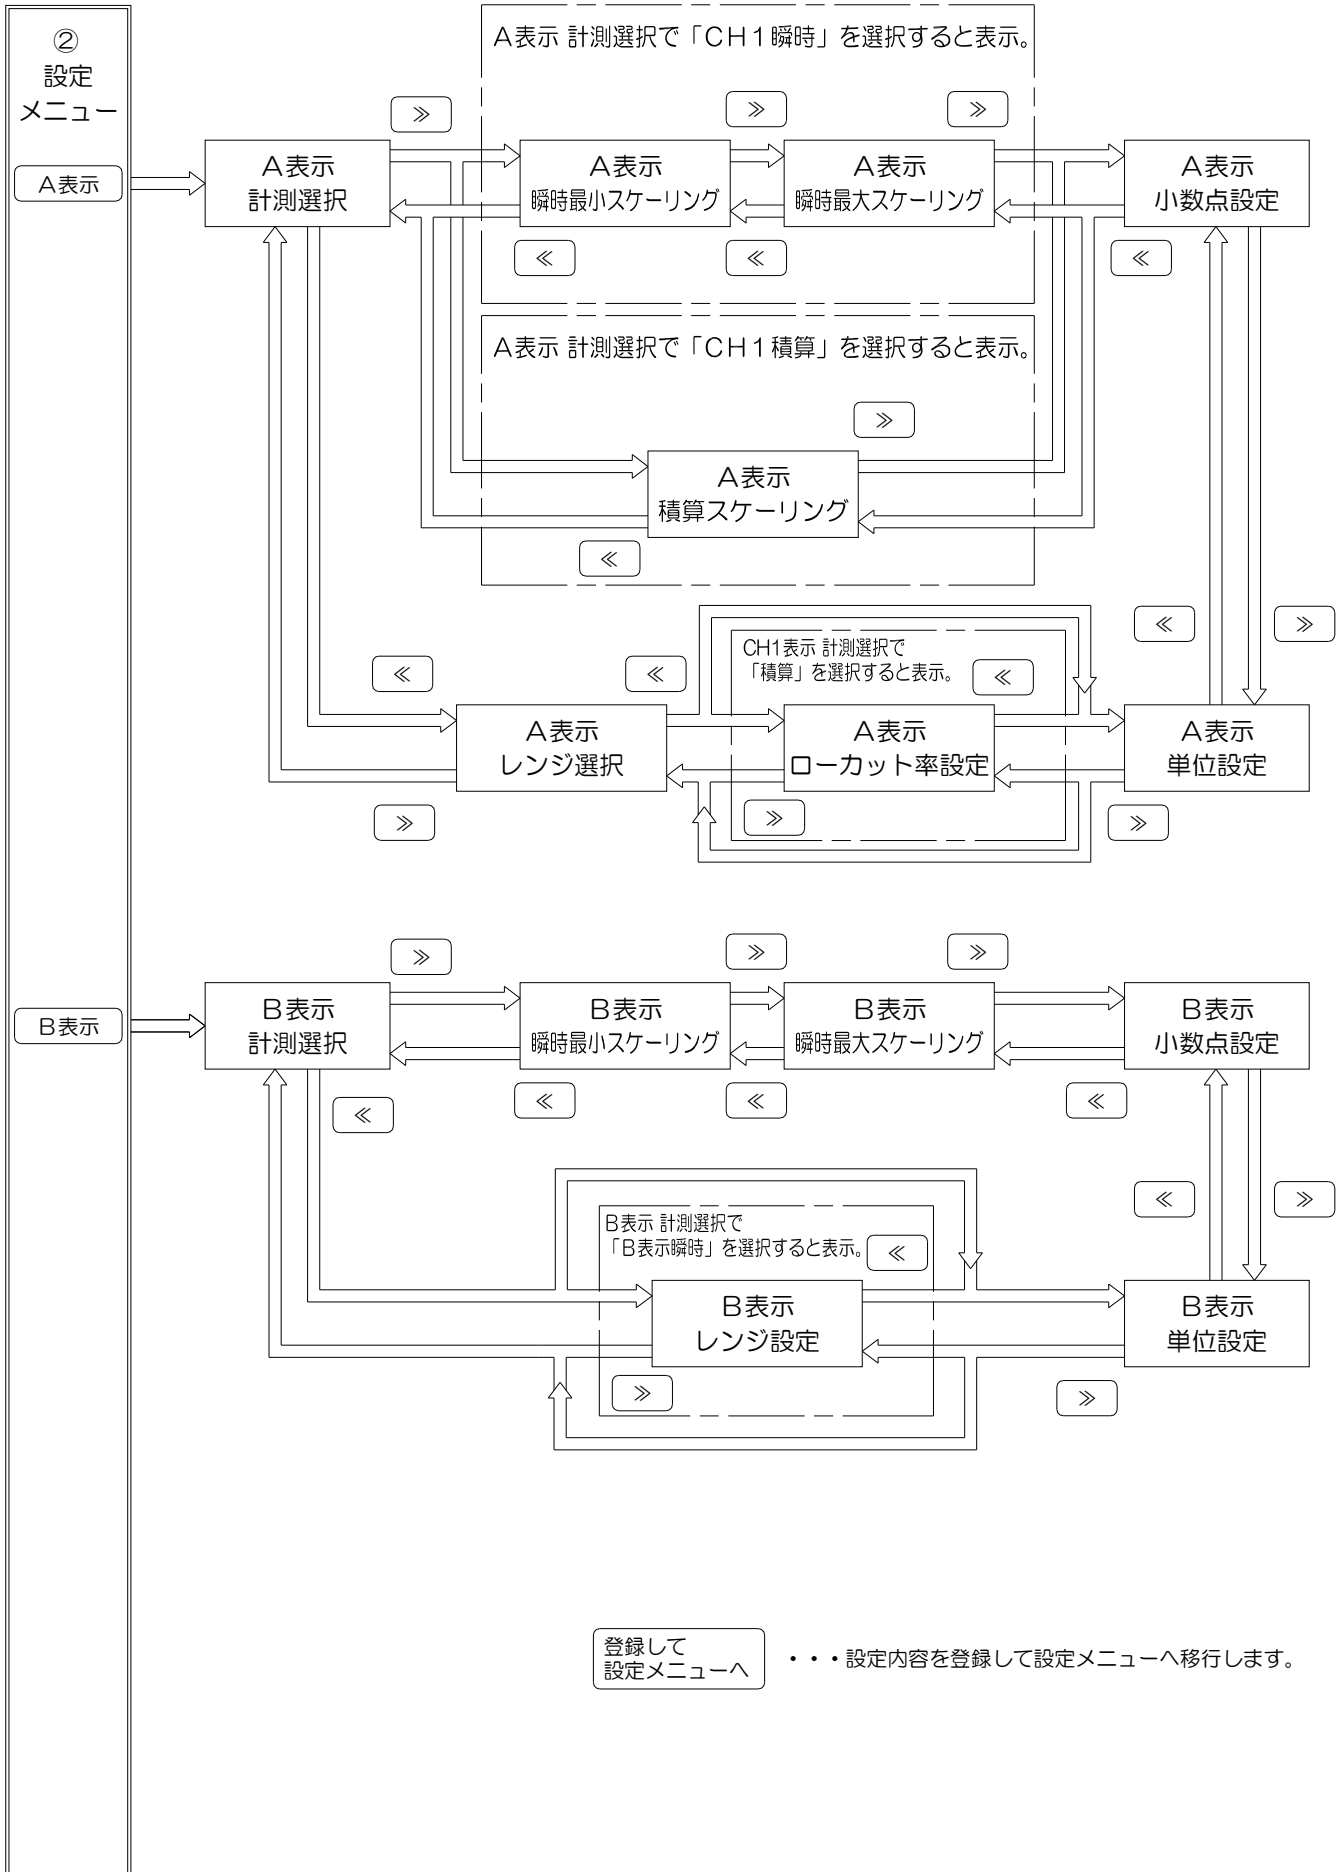 ②
設定
メニュー
A表示
A表示 計測選択で「CH1瞬時」を選択すると表示。
≫
≫
≫
A表示
計測選択
A表示
瞬時最小スケーリング
A表示
瞬時最大スケーリング
A表示
小数点設定
≪
≪
≪
A表示 計測選択で「CH1積算」を選択すると表示。
≫
A表示
積算スケーリング
≪
≪
≫
CH1表示 計測選択で
「積算」を選択すると表示。
≪
≪
≪
A表示
レンジ選択
A表示
ローカット率設定
A表示
単位設定
≫
≫
≫
B表示
≫
≫
≫
B表示
計測選択
B表示
瞬時最小スケーリング
B表示
瞬時最大スケーリング
B表示
小数点設定
≪
≪
≪
≪
≪
≫
B表示 計測選択で
「B表示瞬時」を選択すると表示。
≪
B表示
レンジ設定
B表示
単位設定
≫
≫
登録して
設定メニューへ
・・・設定内容を登録して設定メニューへ移行します。